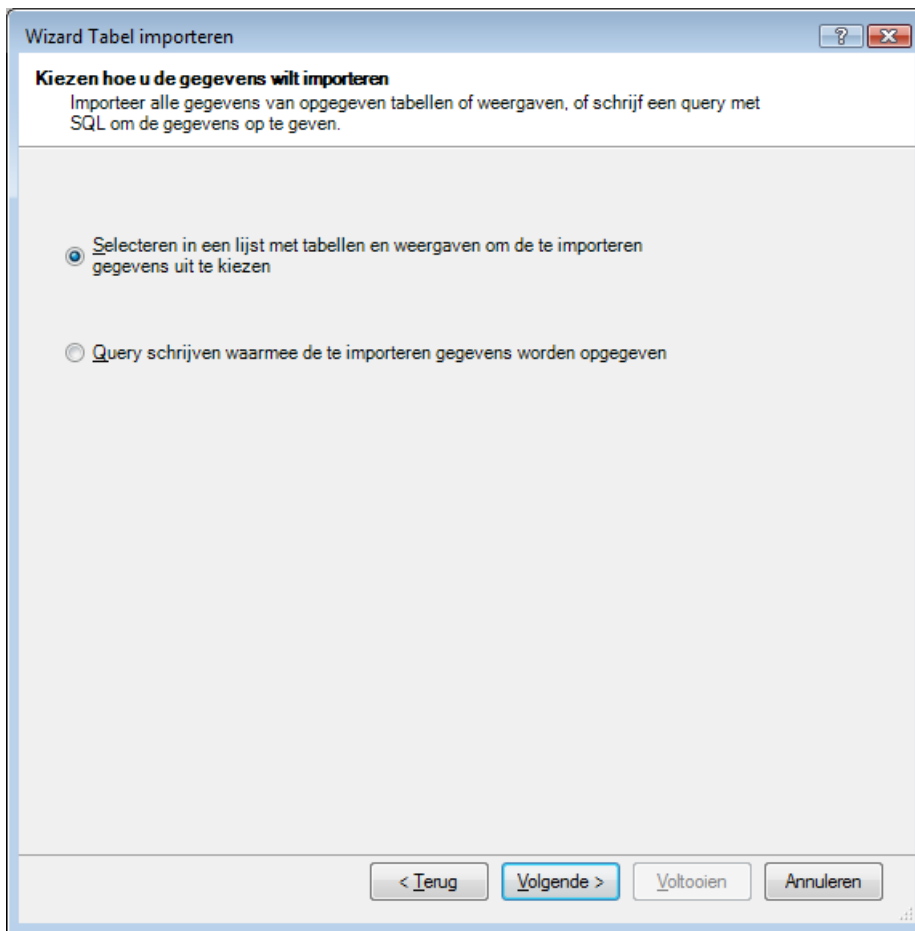 Wizard Tabel importeren
Kiezen hoe u de gegevens wilt importeren
Importeer alle gegevens van opgegeven tabellen of weergaven, of schrijf een query met
SQL om de gegevens op te geven.
Selecteren in een lijst met tabellen en weergaven om de te importeren
gegevens uit te kiezen
Query schrijven waarmee de te importeren gegevens worden opgegeven
< Terug Volgende > Voltooien Annuleren